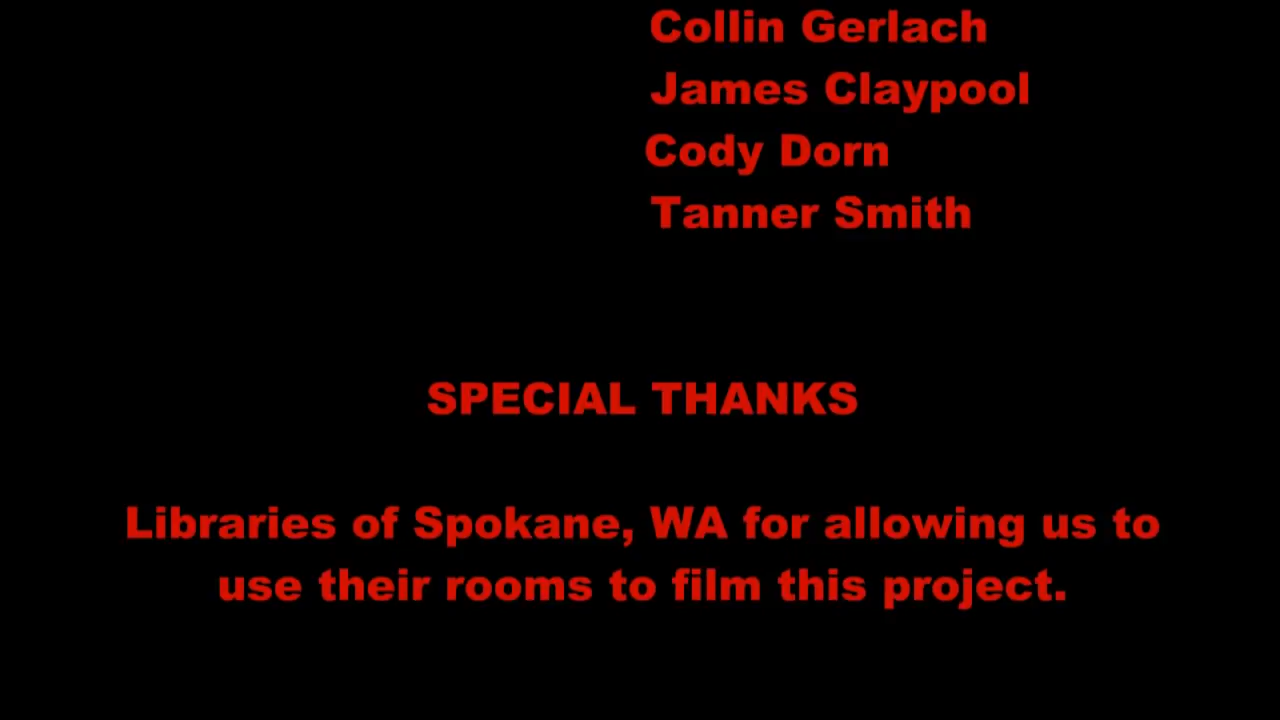 Collin Gerlach
James Claypool
Cody Dorn
Tanner Smith
SPECIAL THANKS
Libraries of Spokane, WA for allowing us to
use their rooms to film this project.